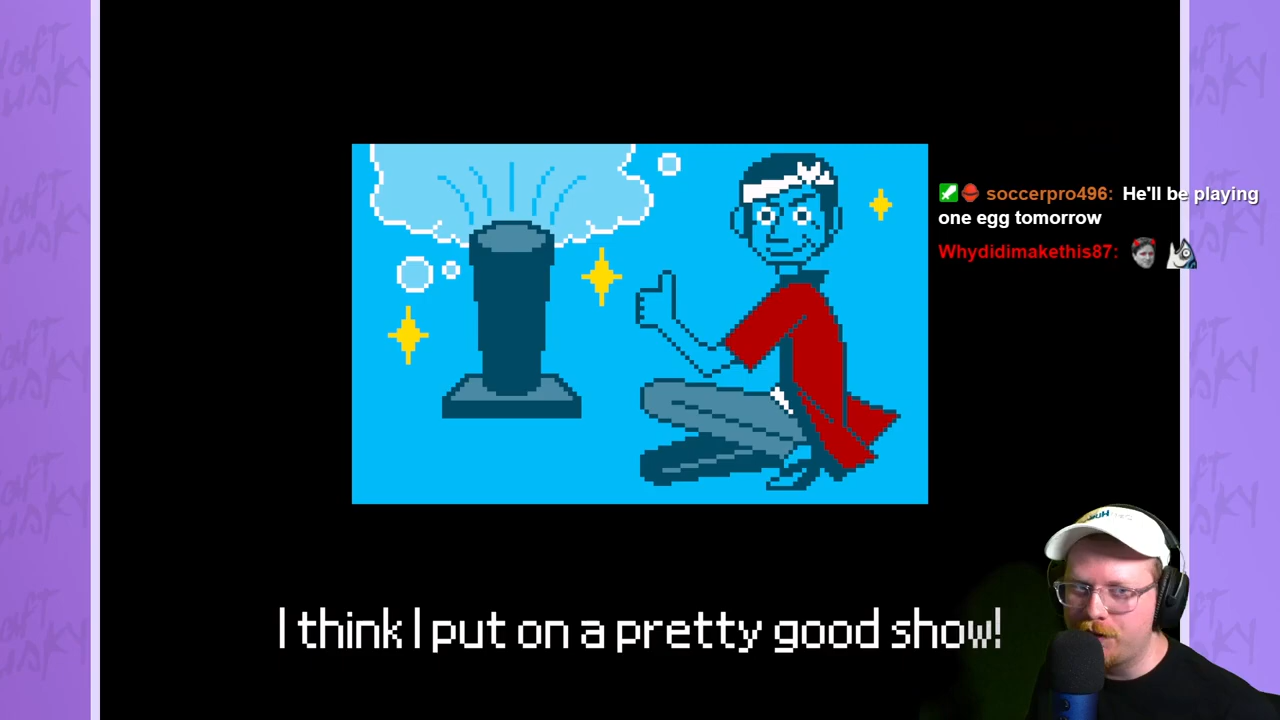 soccerpro496: He'll be playing
one egg tomorrow
Whydidimakethis87:
I think I put on a pretty good show!